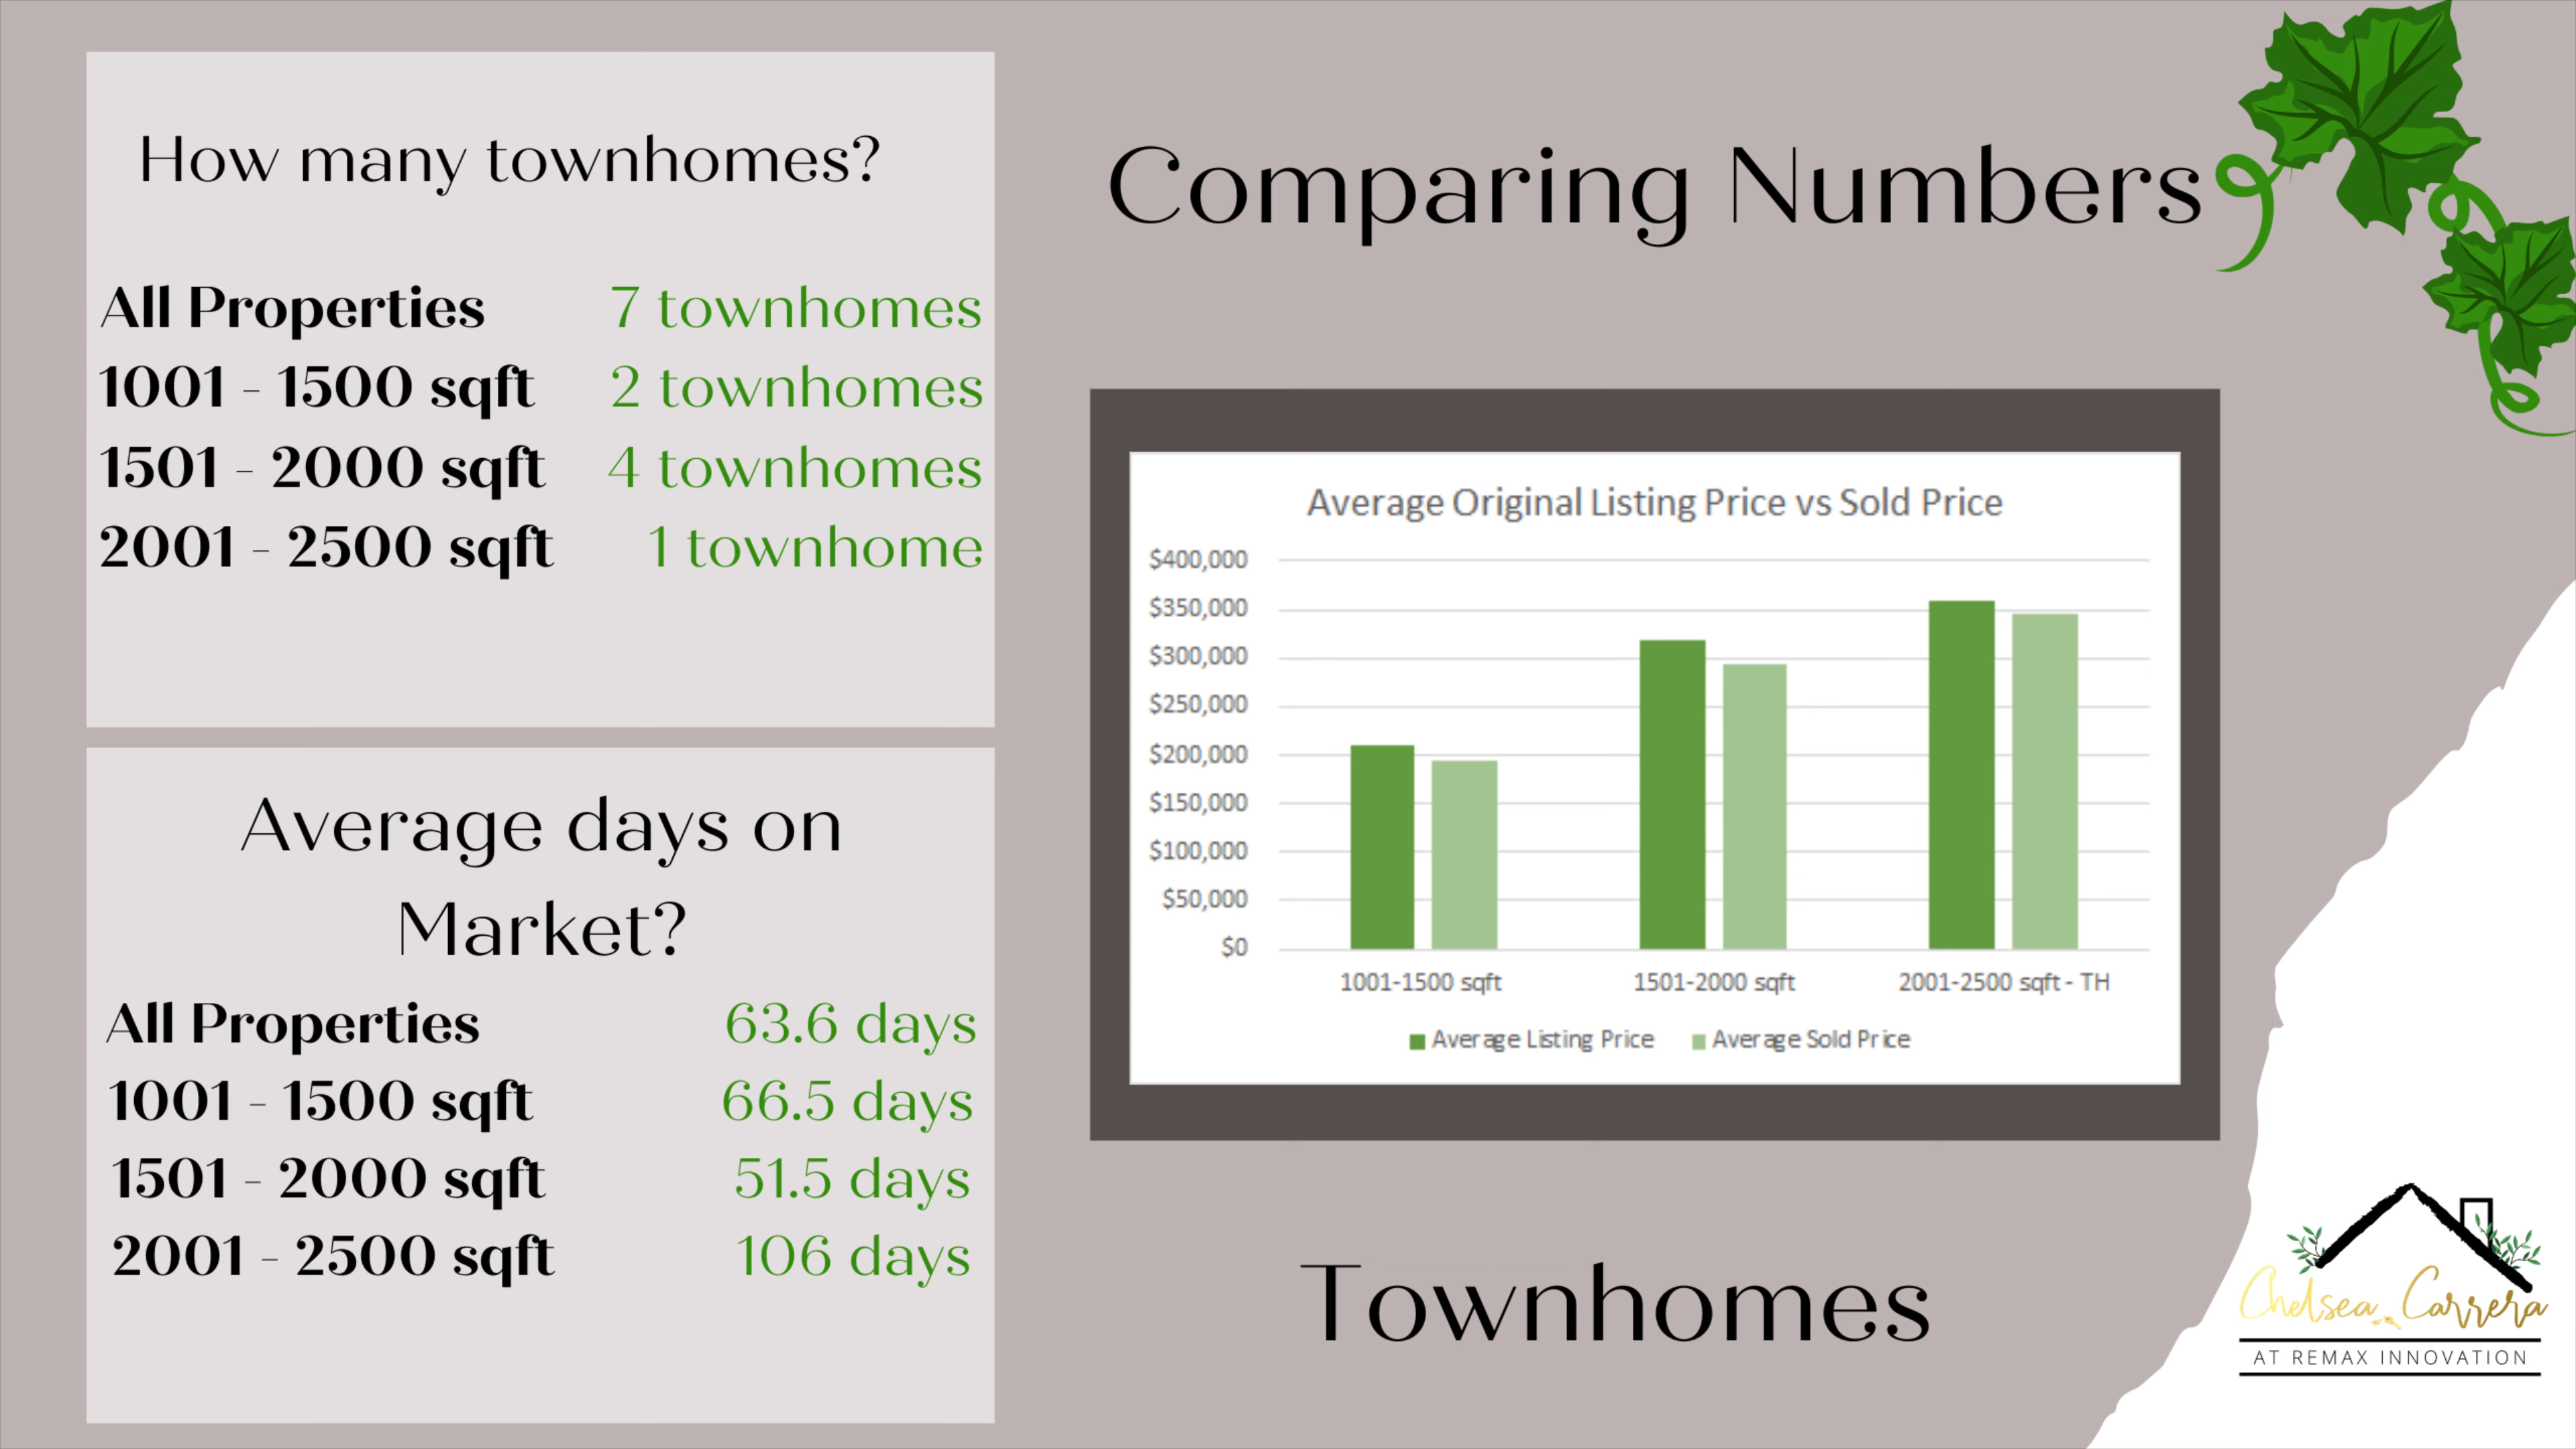 How many townhomes?
All Properties 7 townhomes
1001 - 1500 sqft 2 townhomes
1501 - 2000 sqft 4 townhomes
2001 - 2500 sqft 1 townhome
Average days on
Market?
All Properties 63.6 days
1001 - 1500 sqft 66.5 days
1501 - 2000 sqft 51.5 days
2001 - 2500 sqft 106 days
Comparing Numbers
Average Original Listing Price vs Sold Price
$400,000
$350,000
$300,000
$250,000
$200,000
$150,000
$100,000
$50,000
$0
1001-1500 sqft 1501-2000 sqft 2001-2500 sqft - TH
Average Listing Price Average Sold Price
Townhomes
Chelsea Carrera
AT REMAX INNOVATION